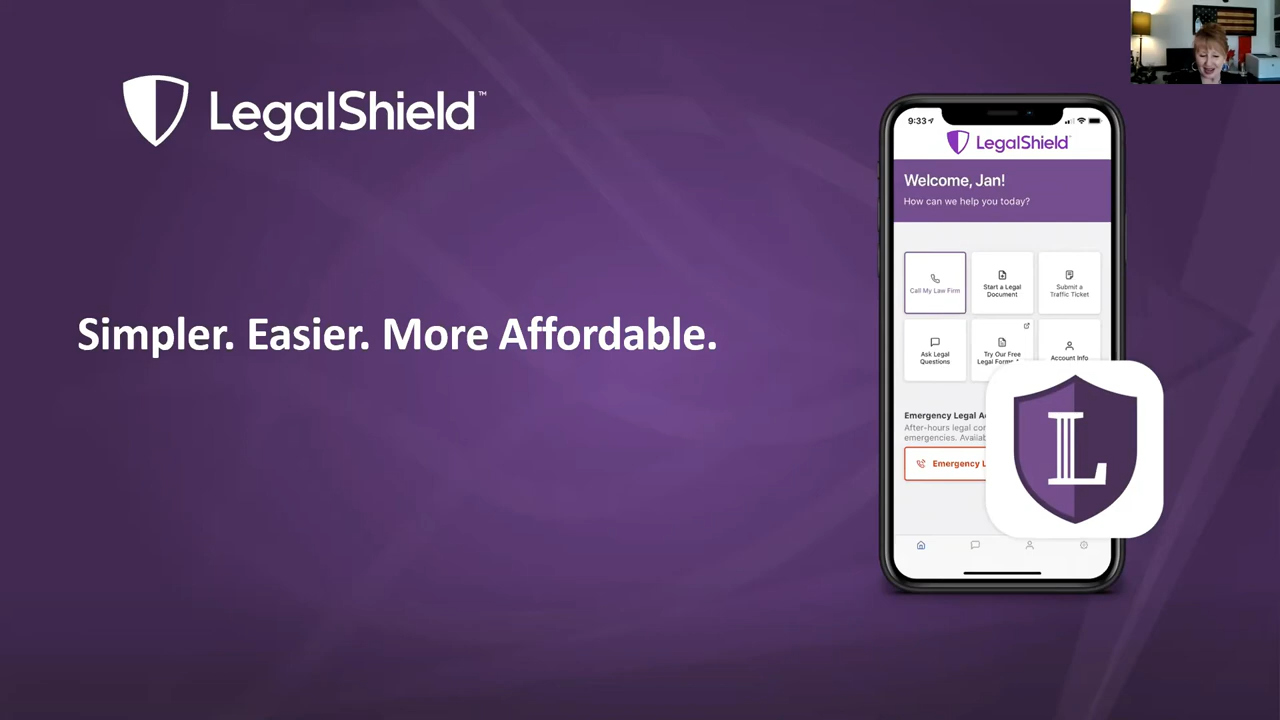 LegalShield™
Simpler. Easier. More Affordable.
9:33
LegalShield
Welcome, Jan!
How can we help you today?
Call My Law Firm
Start a Legal
Document
Submit a
Traffic Ticket
Ask Legal
Questions
Try Our Free
Legal Forms
Account Info
Emergency Legal
After-hours legal
emergencies.
Emergency
L